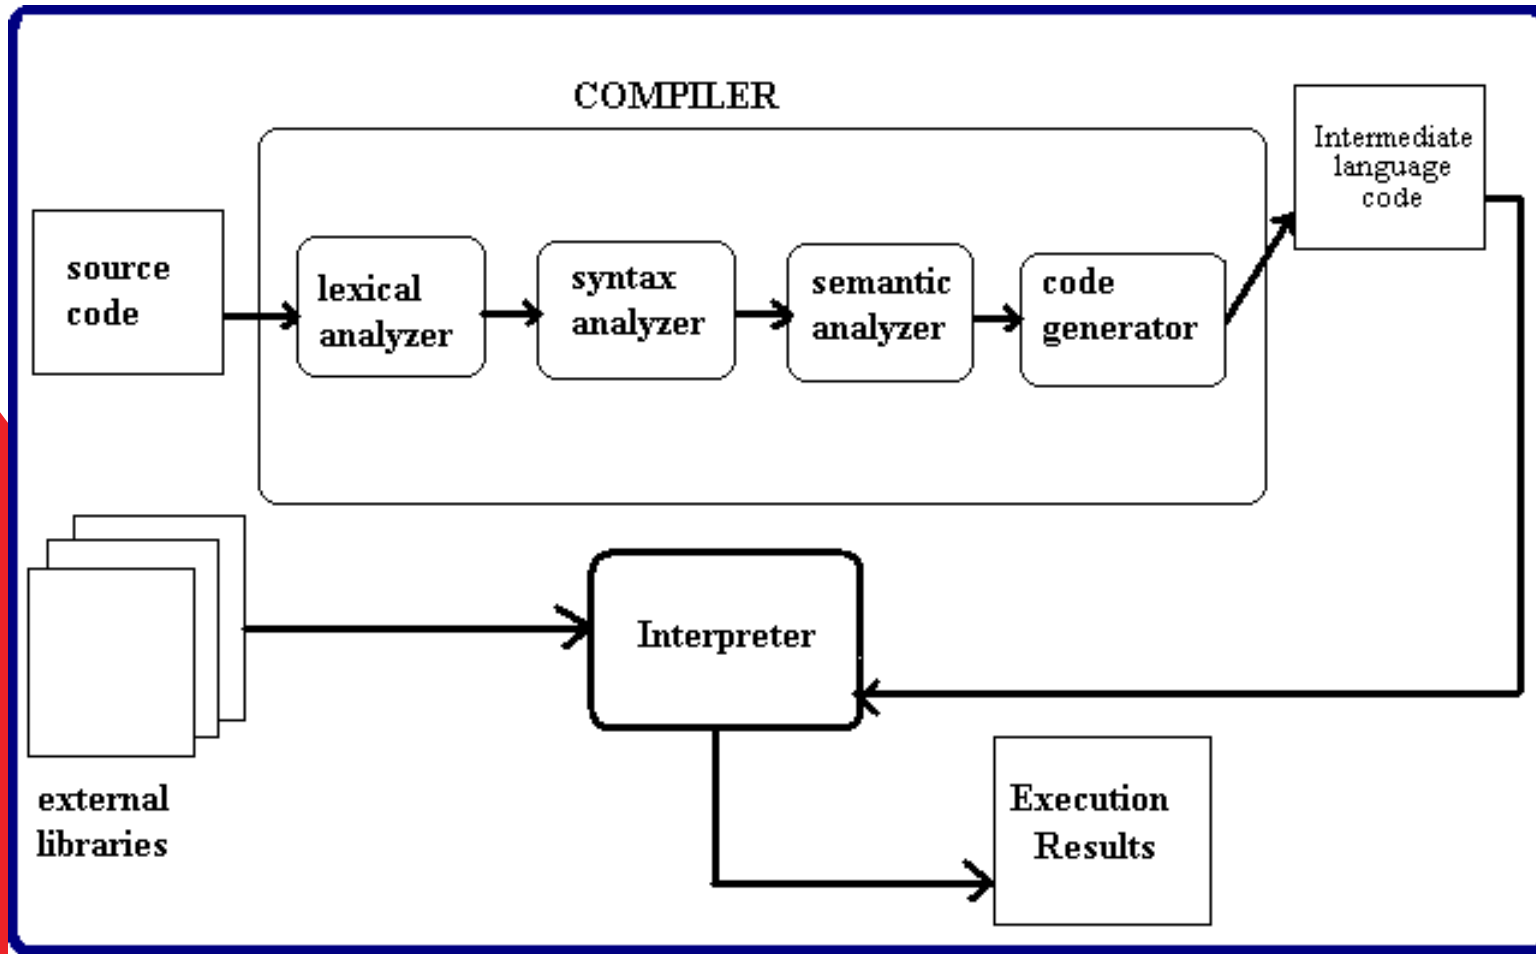 COMPILER
Intermediate
language
code
source
code
lexical
analyzer
syntax
analyzer
semantic
analyzer
code
generator
Interpreter
external
libraries
Execution
Results